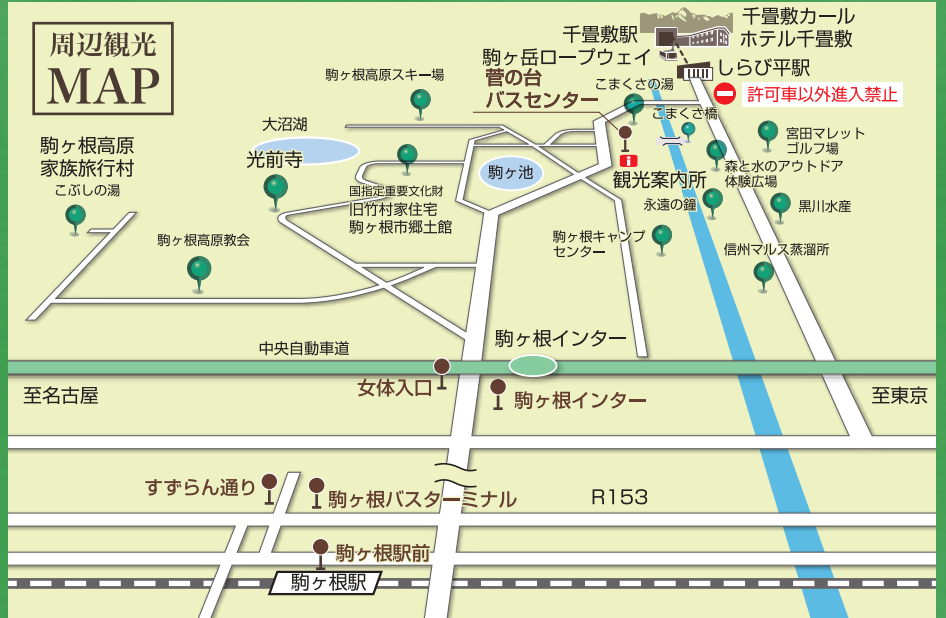 周辺観光
MAP
千畳敷カール
ホテル千畳敷
千畳敷駅
駒ヶ岳ロープウェイ
しらび平駅
許可車以外進入禁止
菅の台
バスセンター
こまくさの湯
こまくさ橋
駒ヶ根高原スキー場
大沼湖
光前寺
駒ヶ根高原
家族旅行村
こぶしの湯
国指定重要文化財
旧竹村家住宅
駒ヶ根市郷土館
駒ヶ池
観光案内所
宮田マレット
ゴルフ場
森と水のアウトドア
体験広場
永遠の鐘
黒川水産
駒ヶ根高原教会
駒ヶ根キャンプ
センター
信州マルス蒸溜所
中央自動車道
駒ヶ根インター
女体入口
駒ヶ根インター
至名古屋
至東京
すずらん通り
駒ヶ根バスターミナル
R153
駒ヶ根駅前
駒ヶ根駅